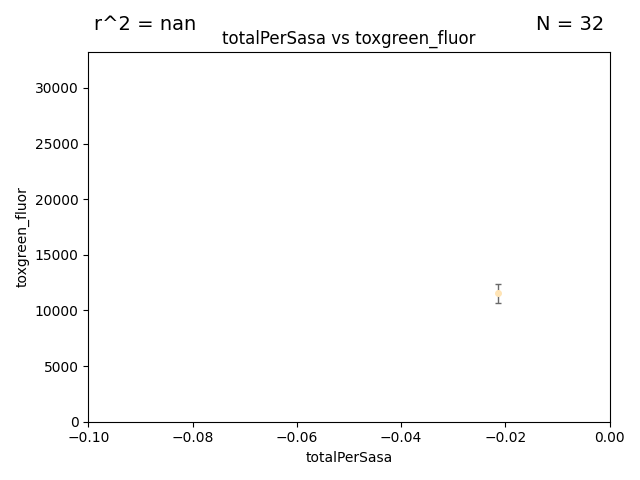 r^2 = nan
N = 32
totalPerSasa vs toxgreen_fluor
30000
25000
20000
15000
10000
5000
0
toxgreen_fluor
−0.10
−0.08
−0.06
−0.04
−0.02
0.00
totalPerSasa